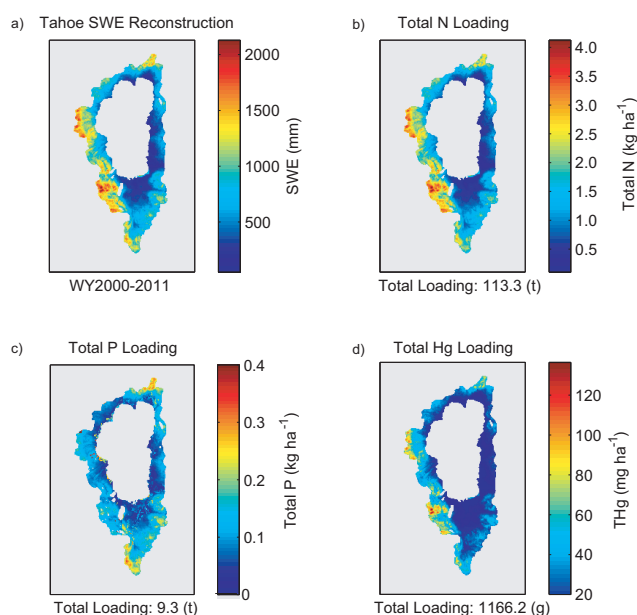 a) Tahoe SWE Reconstruction
2000
1500
1000
500
SWE (mm)
WY2000-2011
b) Total N Loading
4.0
3.5
3.0
2.5
2.0
1.5
1.0
0.5
Total N (kg ha⁻¹)
Total Loading: 113.3 (t)
c) Total P Loading
0.4
0.3
0.2
0.1
0
Total P (kg ha⁻¹)
Total Loading: 9.3 (t)
d) Total Hg Loading
120
100
80
60
40
20
THg (mg ha⁻¹)
Total Loading: 1166.2 (g)